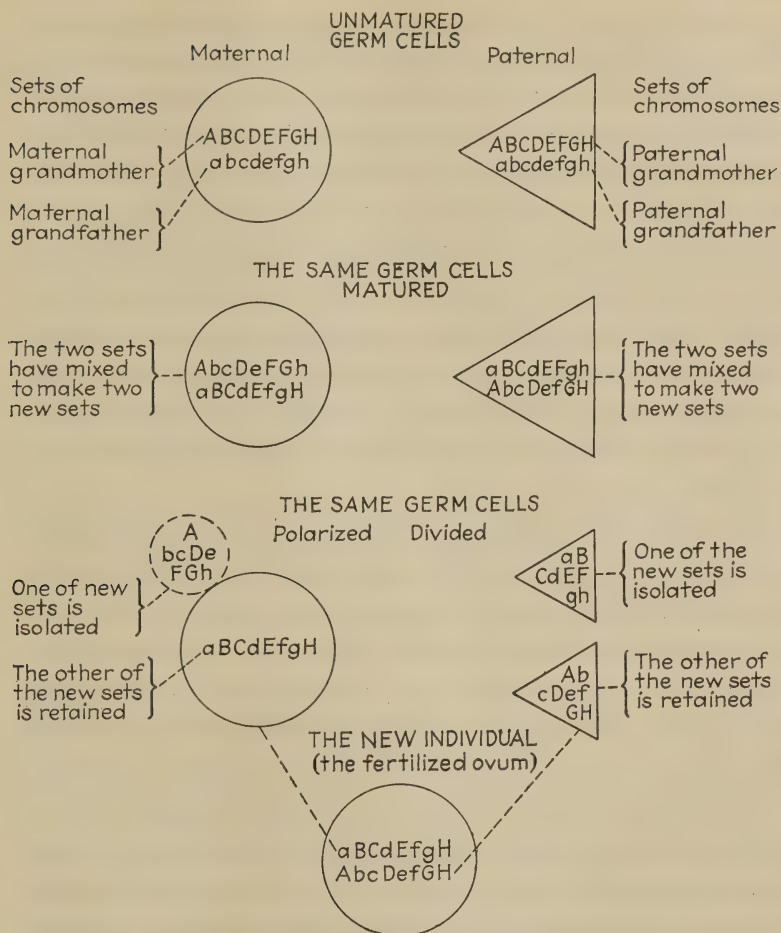 UNMATURED
GERM CELLS
Maternal
Paternal
Sets of
chromosomes
Maternal
grandmother
Maternal
grandfather
ABCDEFGH
abcdefgh
ABCDEFGH
abcdefgh
Sets of
chromosomes
Paternal
grandmother
Paternal
grandfather
THE SAME GERM CELLS
MATURED
The two sets
have mixed
to make two
new sets
AbcDeFGh
aBCdEfgH
aBCdEFgh
AbcDefGH
The two sets
have mixed
to make two
new sets
THE SAME GERM CELLS
Polarized Divided
A
bcDe
FGh
One of new
sets is
isolated
aBCdEfgH
The other of
the new sets
is retained
aB
CdEF
gh
One of the
new sets is
isolated
Ab
cDef
GH
The other of
the new sets
is retained
THE NEW INDIVIDUAL
(the fertilized ovum)
aBCdEfgH
AbcDefGH